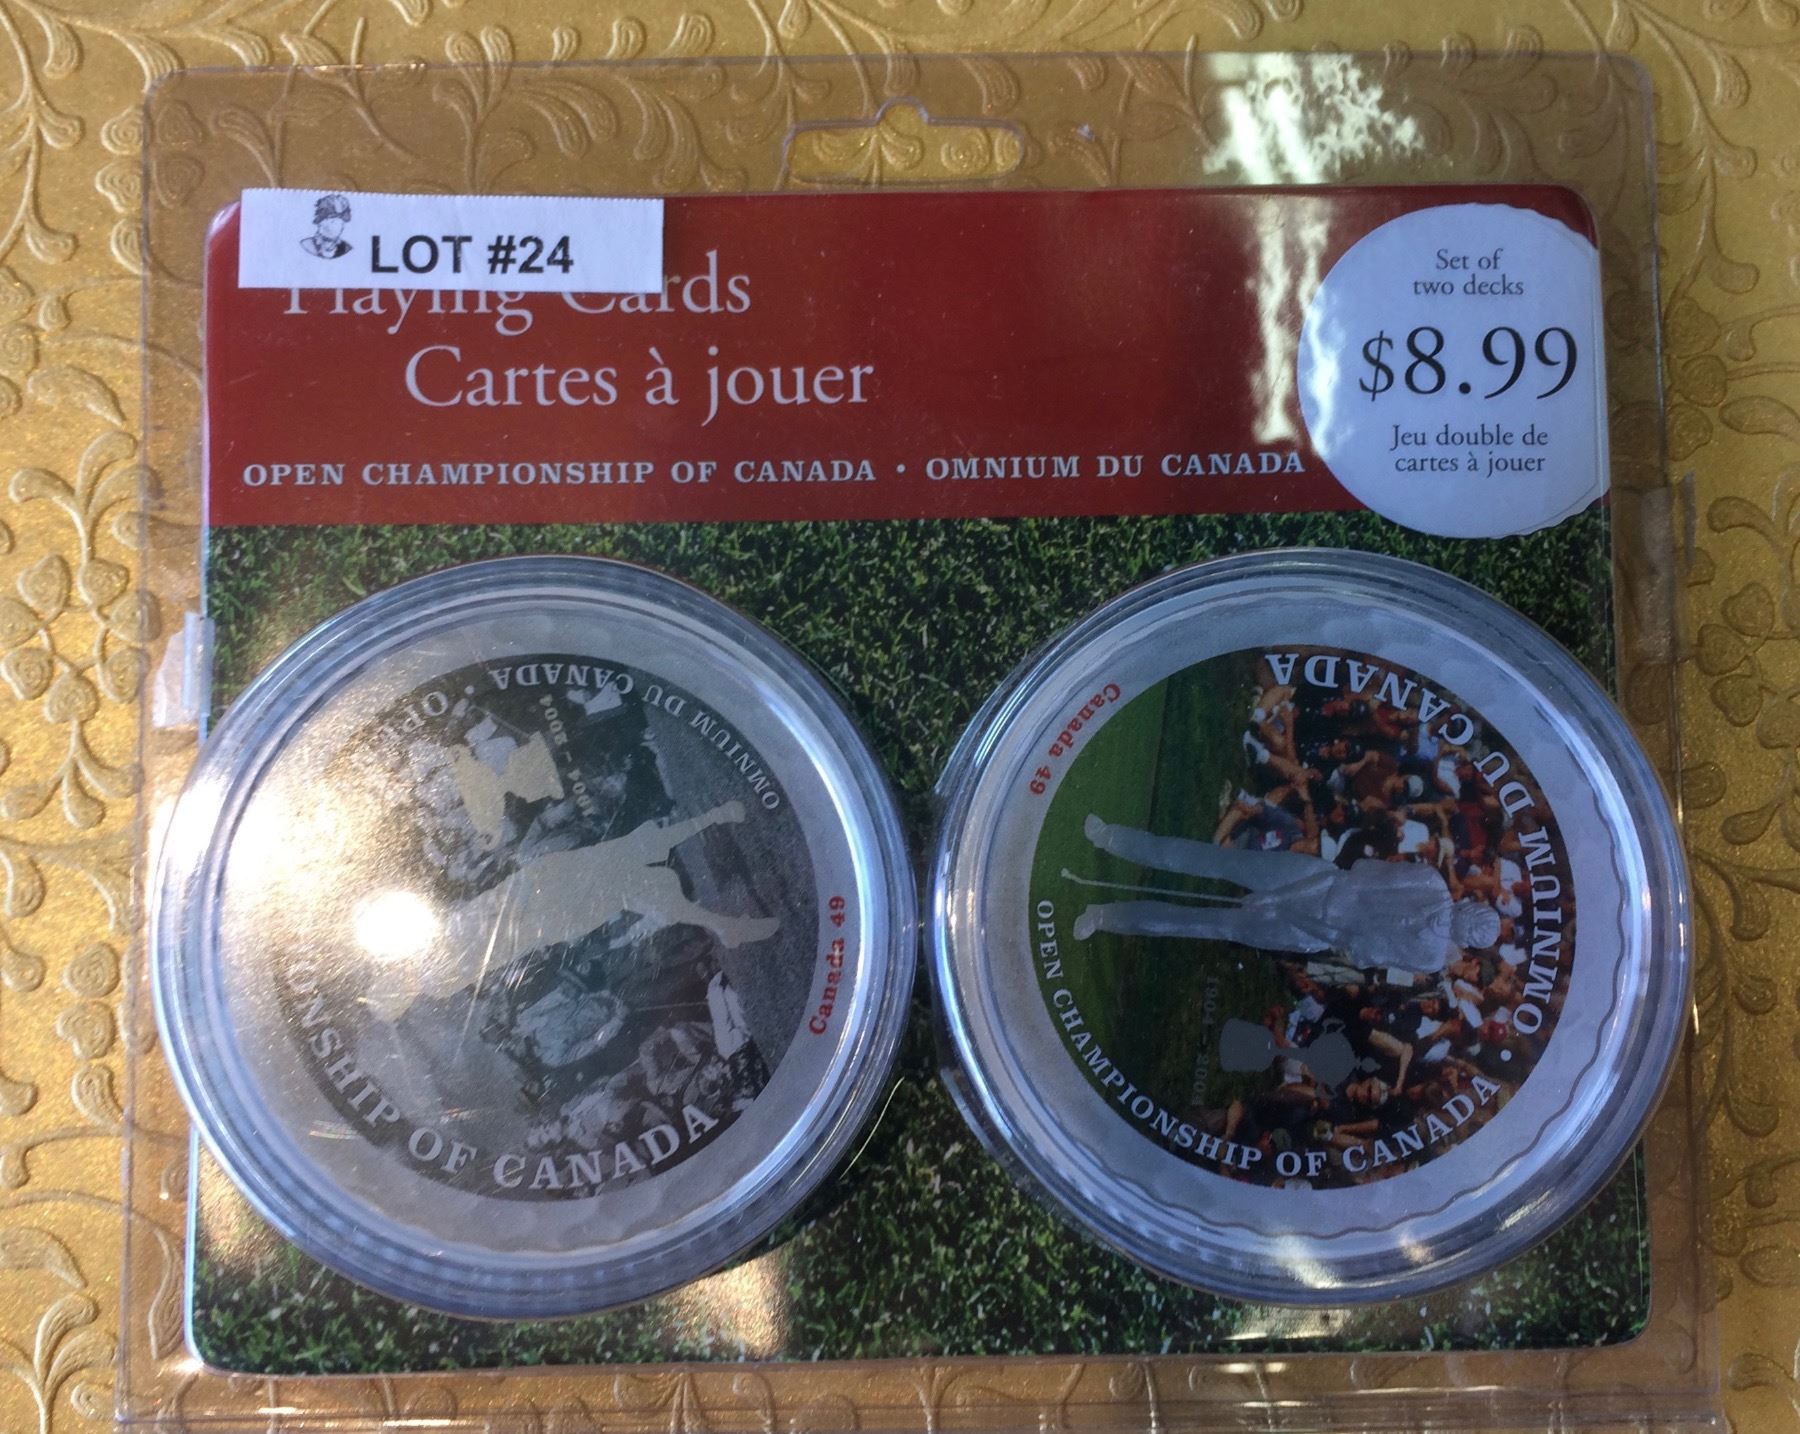 LOT #24
Playing Cards
Cartes à jouer
OPEN CHAMPIONSHIP OF CANADA • OMNIUM DU CANADA
Set of
two decks
$8.99
Jeu double de
cartes à jouer
OMNIUM DU CANADA •
1904 - 2004
OF CANADA
Canada 49
Canada 49
OPEN CHAMPIONSHIP OF CANADA • OMNIUM DU CANADA
1904 - 2004